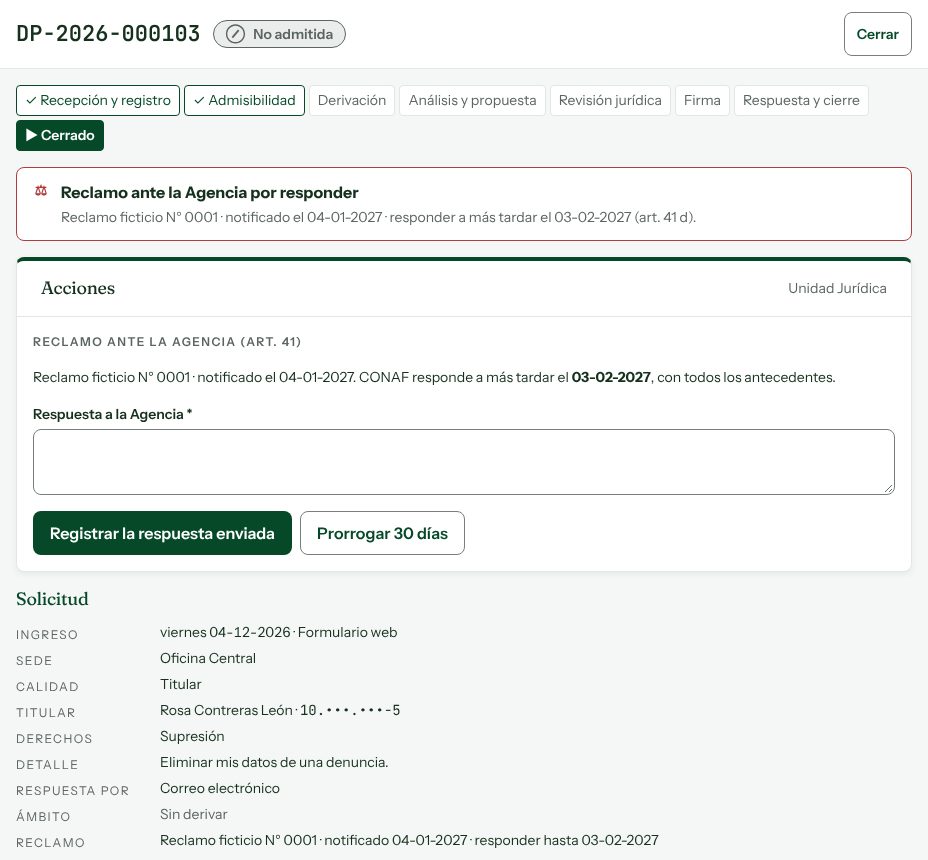 DP-2026-000103 No admitida Cerrar
✓ Recepción y registro ✓ Admisibilidad Derivación Análisis y propuesta Revisión jurídica Firma Respuesta y cierre
▶ Cerrado
Reclamo ante la Agencia por responder
Reclamo ficticio N° 0001 · notificado el 04-01-2027 · responder a más tardar el 03-02-2027 (art. 41 d).
Acciones Unidad Jurídica
RECLAMO ANTE LA AGENCIA (ART. 41)
Reclamo ficticio N° 0001 · notificado el 04-01-2027. CONAF responde a más tardar el 03-02-2027, con todos los antecedentes.
Respuesta a la Agencia *
Registrar la respuesta enviada Prorrogar 30 días
Solicitud
INGRESO viernes 04-12-2026 · Formulario web
SEDE Oficina Central
CALIDAD Titular
TITULAR Rosa Contreras León · 10.•••.•••-5
DERECHOS Supresión
DETALLE Eliminar mis datos de una denuncia.
RESPUESTA POR Correo electrónico
ÁMBITO Sin derivar
RECLAMO Reclamo ficticio N° 0001 · notificado 04-01-2027 · responder hasta 03-02-2027